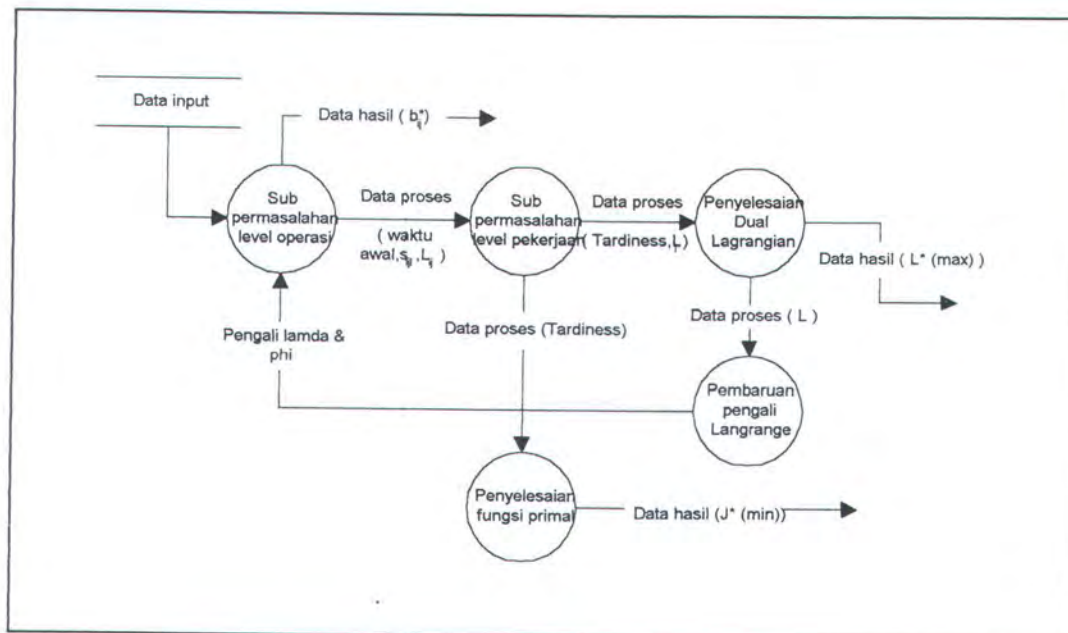 Data input
Data hasil ( b*ij)
Sub
permasalahan
level operasi
Data proses
( waktu
awal,sij ,Lij )
Sub
permasalahan
level pekerjaan
Data proses
( Tardiness,Li)
Penyelesaian
Dual
Lagrangian
Data hasil ( L* (max) )
Pengali lamda &
phi
Data proses (Tardiness)
Data proses ( L )
Pembaruan
pengali
Langrange
Penyelesaian
fungsi primal
Data hasil (J* (min))